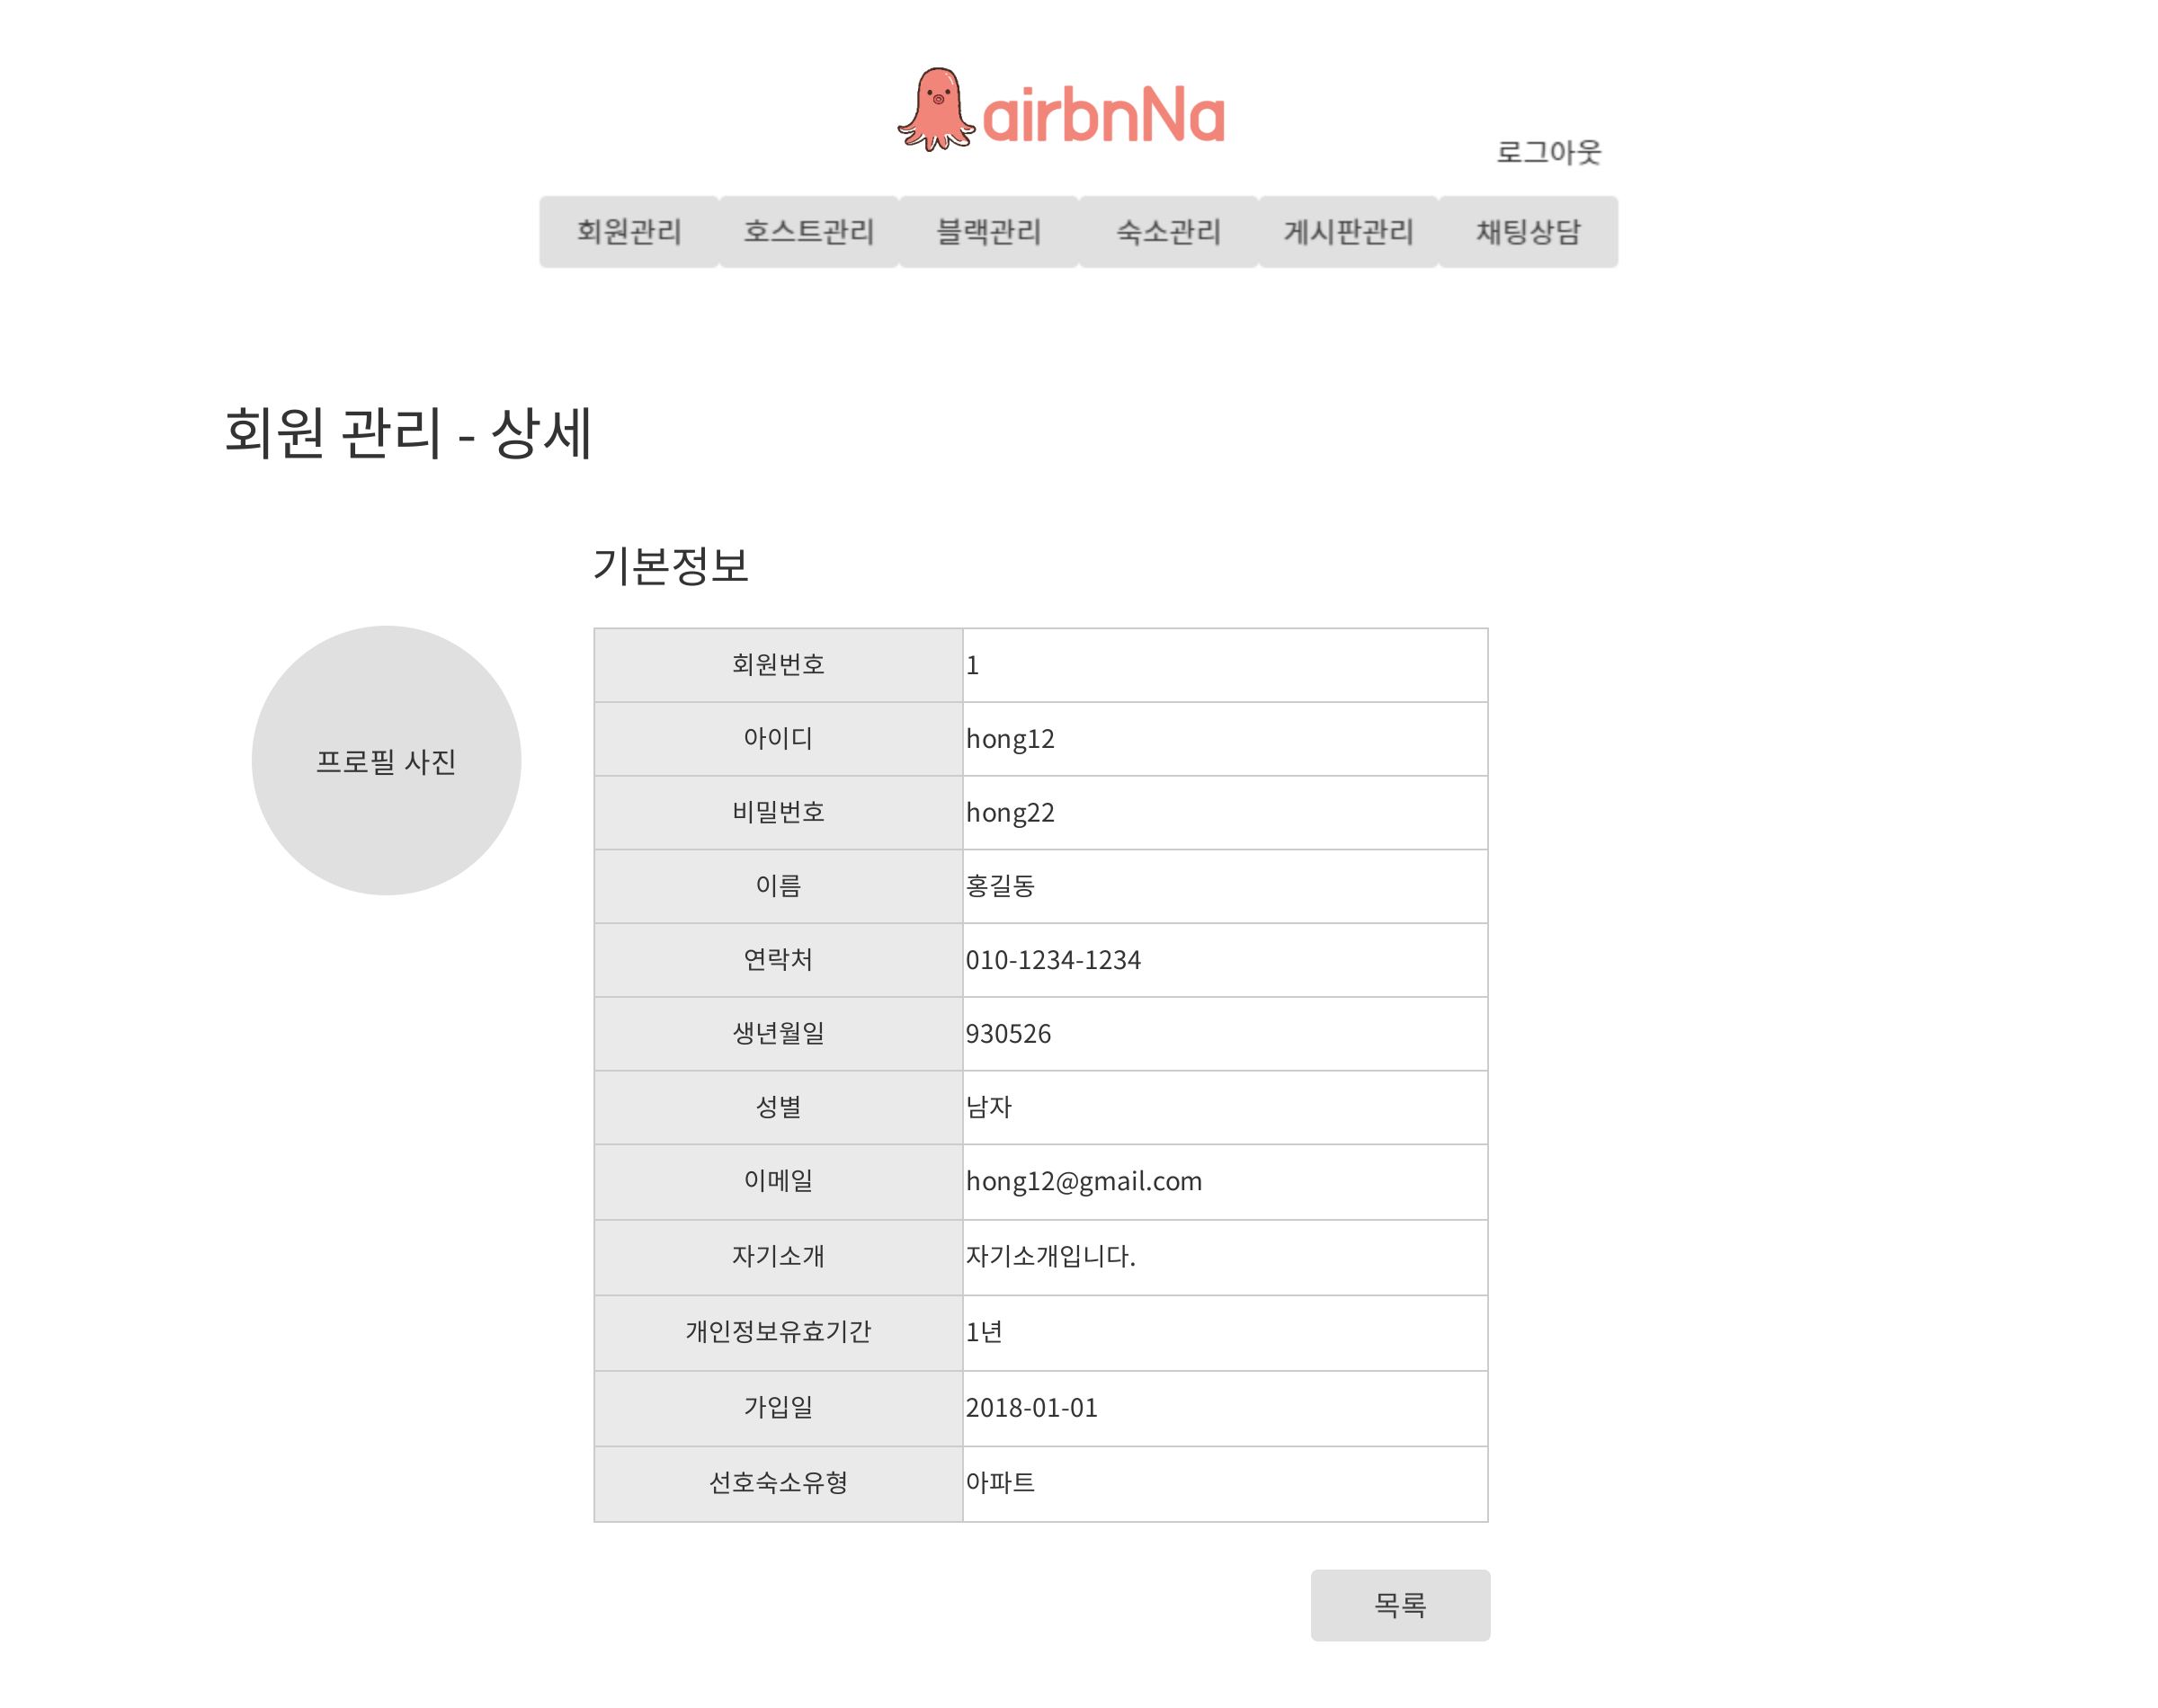 airbnNa
로그아웃
회원관리 호스트관리 블랙관리 숙소관리 게시판관리 채팅상담
회원 관리 - 상세
기본정보
프로필 사진
회원번호 1
아이디 hong12
비밀번호 hong22
이름 홍길동
연락처 010-1234-1234
생년월일 930526
성별 남자
이메일 hong12@gmail.com
자기소개 자기소개입니다.
개인정보유효기간 1년
가입일 2018-01-01
선호숙소유형 아파트
목록